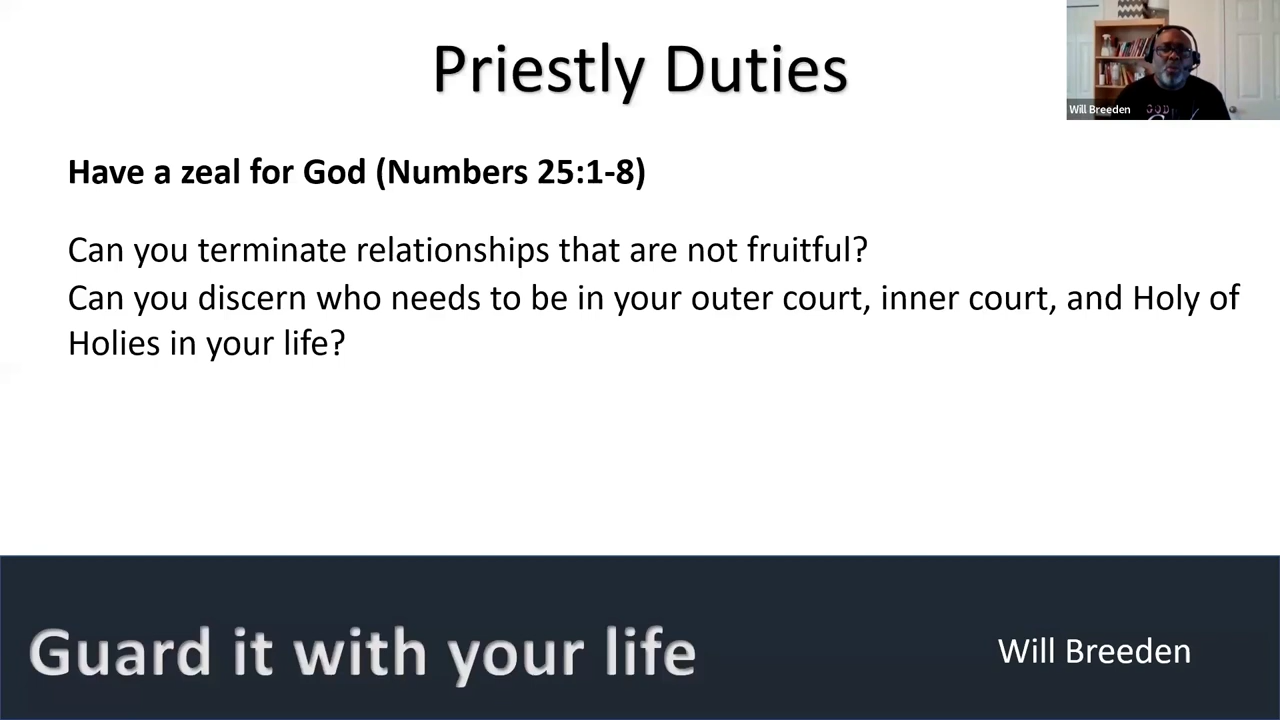 Priestly Duties
Will Breeden
GOD
Have a zeal for God (Numbers 25:1-8)
Can you terminate relationships that are not fruitful?
Can you discern who needs to be in your outer court, inner court, and Holy of
Holies in your life?
Guard it with your life
Will Breeden